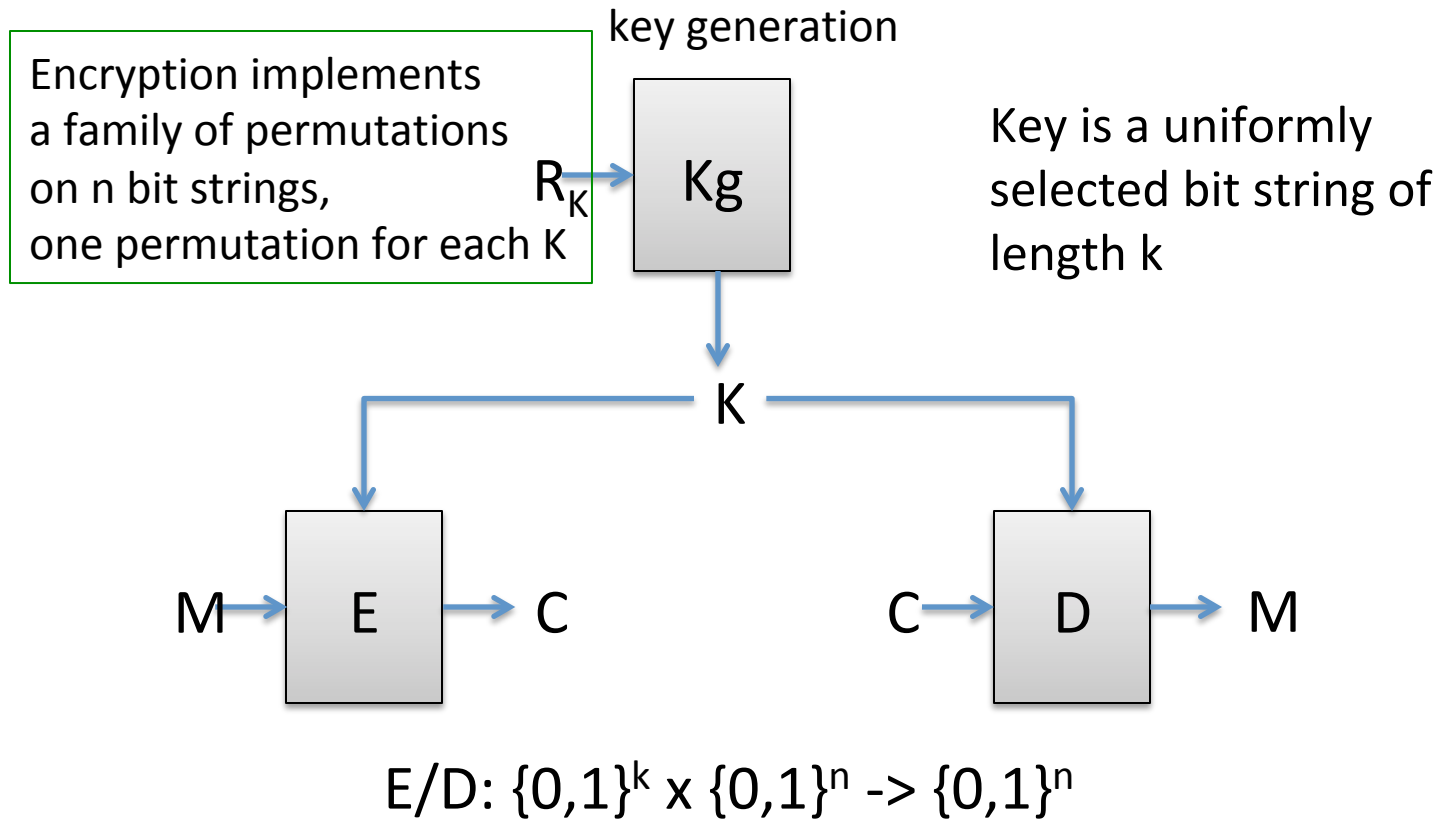 key generation
Encryption implements
a family of permutations
on n bit strings,
one permutation for each K
R_K
Kg
Key is a uniformly
selected bit string of
length k
K
M
E
C
C
D
M
E/D: {0,1}^k x {0,1}^n -> {0,1}^n